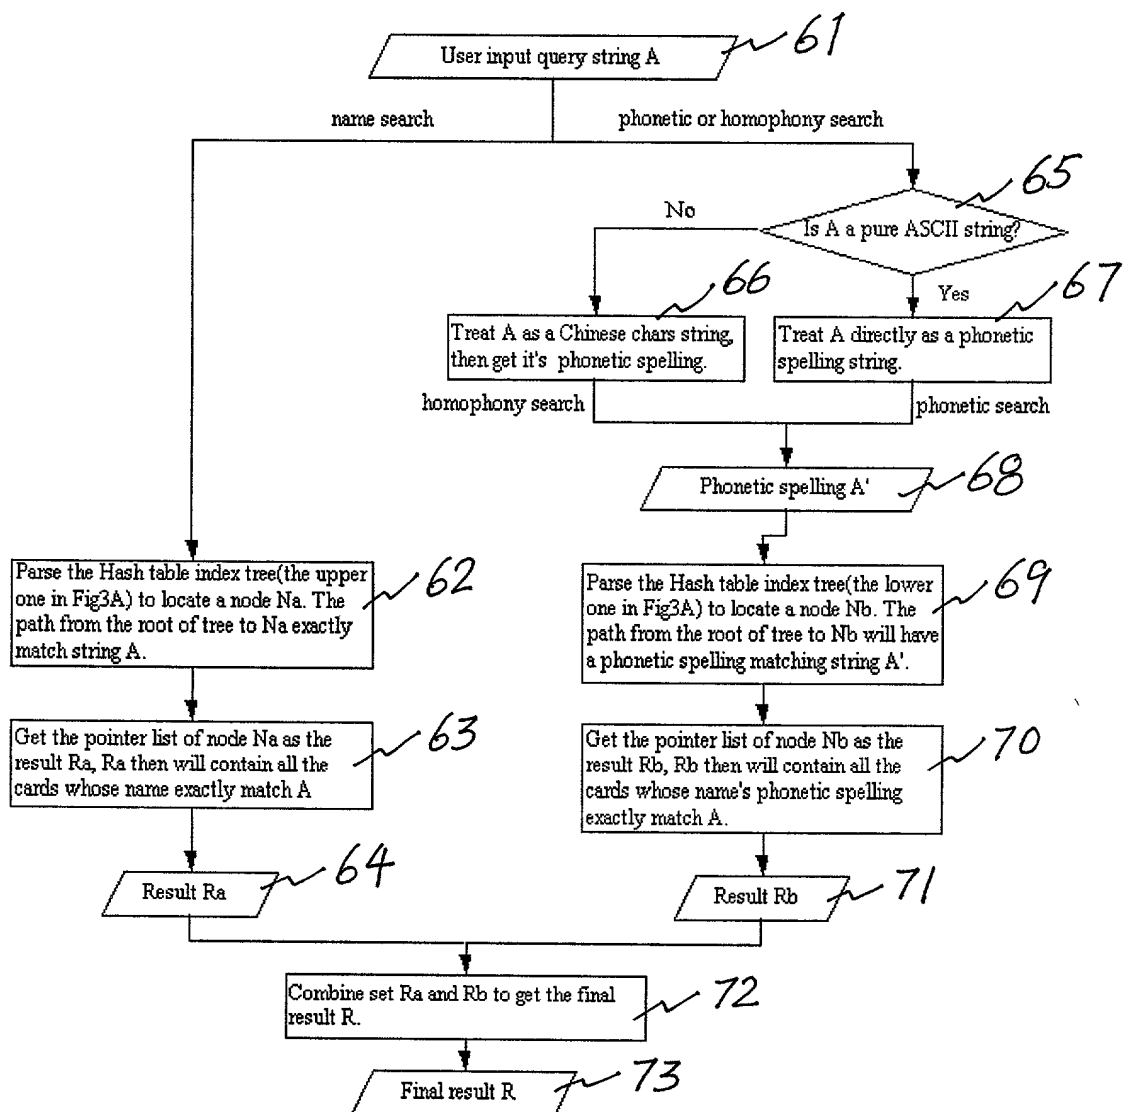 User input query string A
61
name search
phonetic or homophony search
65
Is A a pure ASCII string?
No
Yes
66
67
Treat A as a Chinese chars string,
then get it's phonetic spelling.
Treat A directly as a phonetic
spelling string.
homophony search
phonetic search
Phonetic spelling A'
68
Parse the Hash table index tree(the upper
one in Fig3A) to locate a node Na. The
path from the root of tree to Na exactly
match string A.
62
Parse the Hash table index tree(the lower
one in Fig3A) to locate a node Nb. The
path from the root of tree to Nb will have
a phonetic spelling matching string A'.
69
Get the pointer list of node Na as the
result Ra, Ra then will contain all the
cards whose name exactly match A
63
Get the pointer list of node Nb as the
result Rb, Rb then will contain all the
cards whose name's phonetic spelling
exactly match A.
70
Result Ra
64
Result Rb
71
Combine set Ra and Rb to get the final
result R.
72
Final result R
73